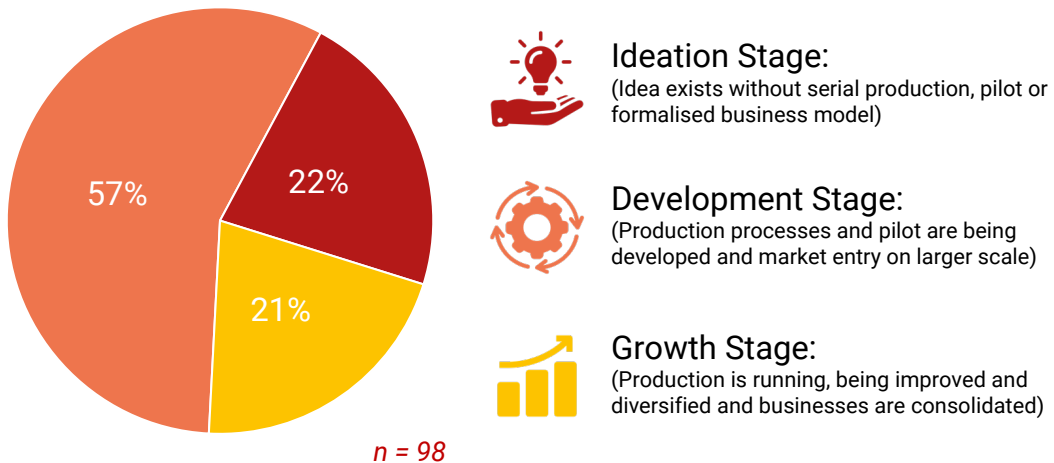 57%
22%
21%
n = 98
Ideation Stage:
(Idea exists without serial production, pilot or
formalised business model)
Development Stage:
(Production processes and pilot are being
developed and market entry on larger scale)
Growth Stage:
(Production is running, being improved and
diversified and businesses are consolidated)